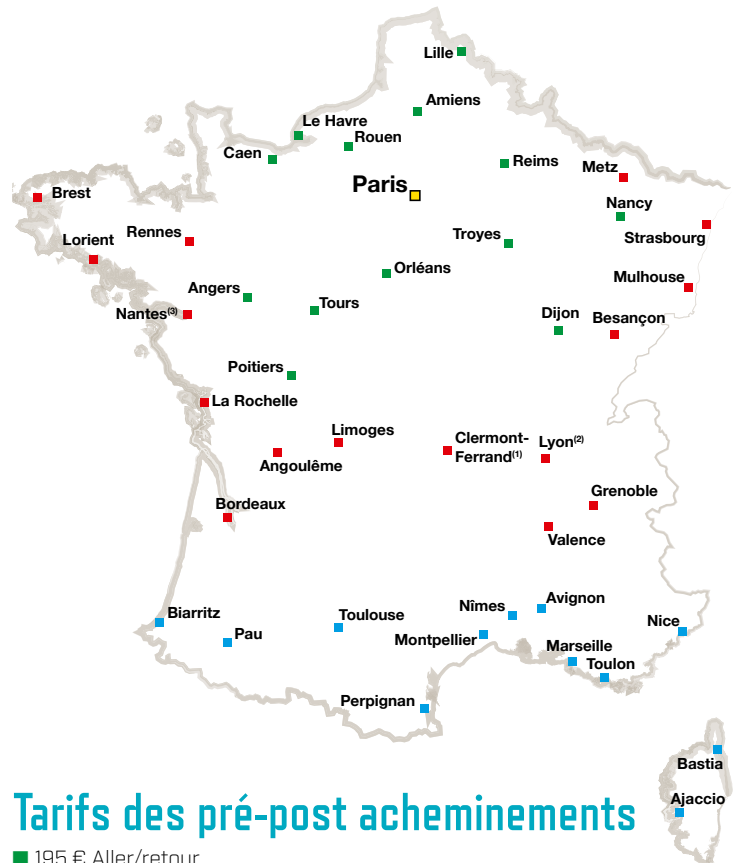 Lille
Amiens
Le Havre
Rouen
Caen
Reims
Metz
Paris
Brest
Nancy
Rennes
Troyes
Strasbourg
Lorient
Orléans
Mulhouse
Angers
Tours
Nantes(3)
Dijon
Besançon
Poitiers
La Rochelle
Limoges
Clermont-
Ferrand(1)
Lyon(2)
Angoulême
Grenoble
Bordeaux
Valence
Biarritz
Toulouse
Nîmes
Avignon
Pau
Montpellier
Nice
Marseille
Toulon
Perpignan
Bastia
Ajaccio
Tarifs des pré-post acheminements
195 € Aller/retour